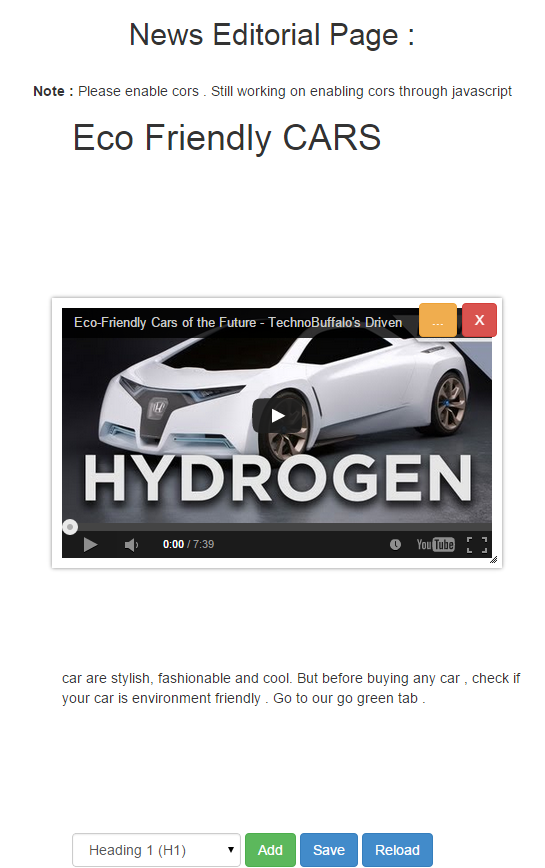 News Editorial Page :
Note : Please enable cors . Still working on enabling cors through javascript
Eco Friendly CARS
Eco-Friendly Cars of the Future - TechnoBuffalo's Driven
...
X
HYDROGEN
0:00 / 7:39
YouTube
car are stylish, fashionable and cool. But before buying any car , check if
your car is environment friendly . Go to our go green tab .
Heading 1 (H1)
Add
Save
Reload